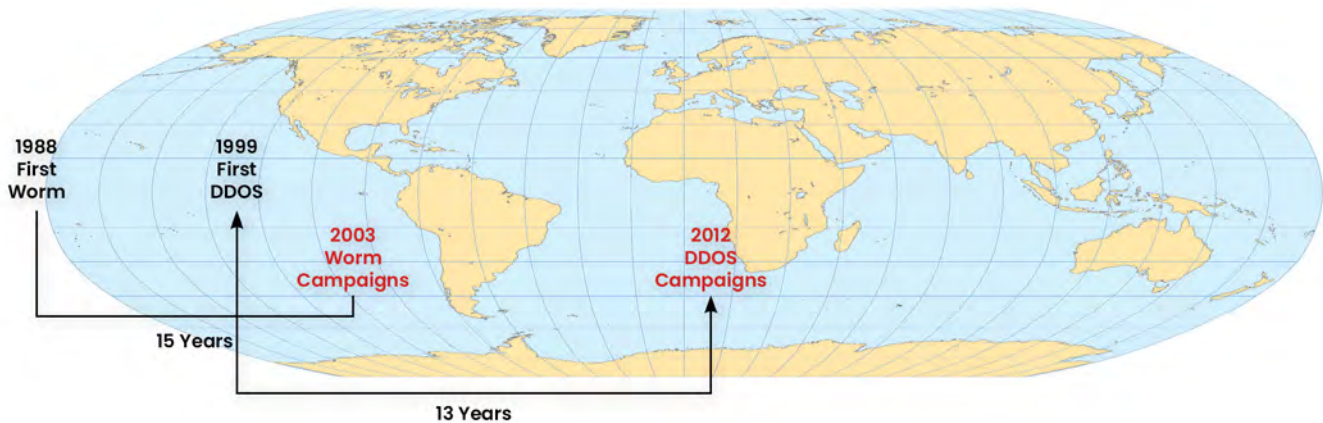 1988
First
Worm
1999
First
DDOS
2003
Worm
Campaigns
2012
DDOS
Campaigns
15 Years
13 Years